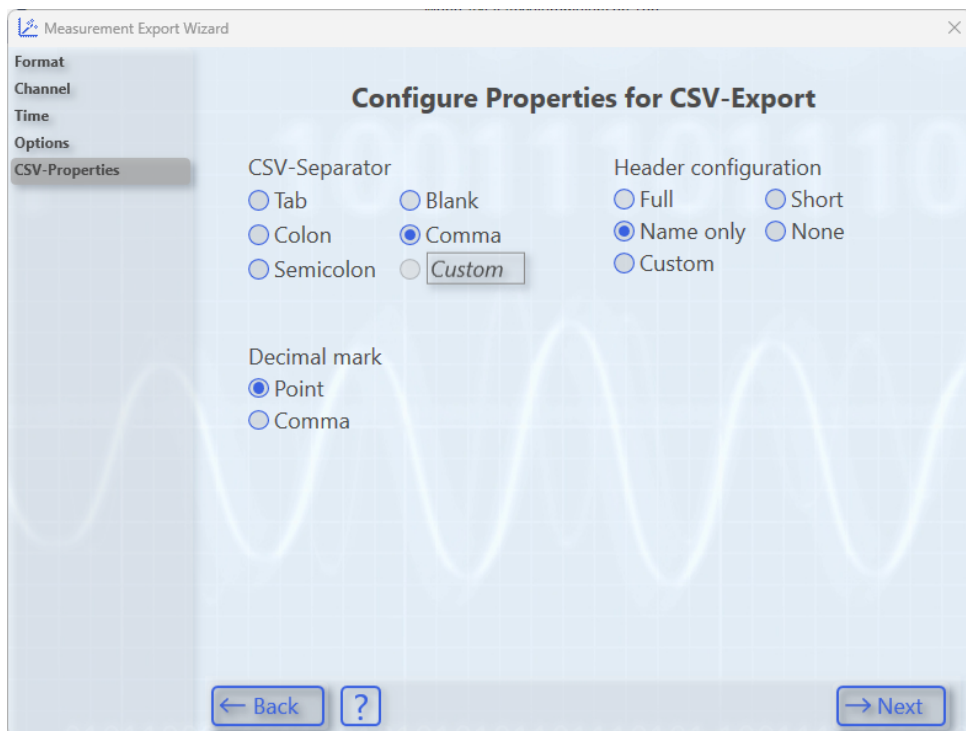 Measurement Export Wizard
Format
Channel
Time
Options
CSV-Properties
Configure Properties for CSV-Export
CSV-Separator
Tab
Blank
Colon
Comma
Semicolon
Custom
Header configuration
Full
Short
Name only
None
Custom
Decimal mark
Point
Comma
← Back
?
→ Next